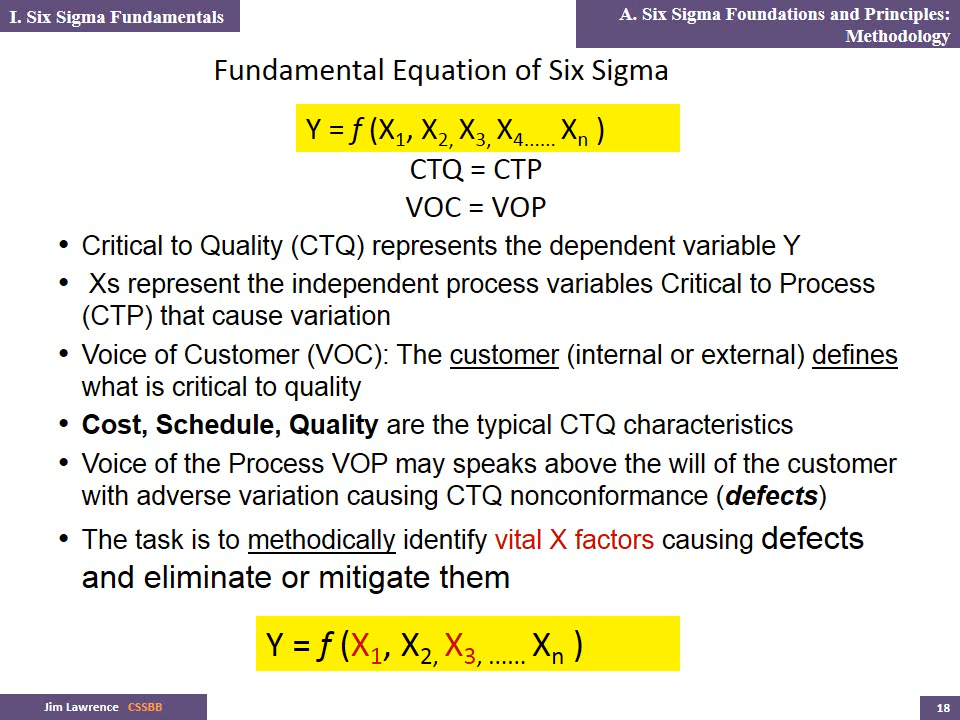 I. Six Sigma Fundamentals
A. Six Sigma Foundations and Principles:
Methodology
Fundamental Equation of Six Sigma
Y = f (X1, X2, X3, X4...... Xn )
CTQ = CTP
VOC = VOP
• Critical to Quality (CTQ) represents the dependent variable Y
• Xs represent the independent process variables Critical to Process
(CTP) that cause variation
• Voice of Customer (VOC): The customer (internal or external) defines
what is critical to quality
• Cost, Schedule, Quality are the typical CTQ characteristics
• Voice of the Process VOP may speaks above the will of the customer
with adverse variation causing CTQ nonconformance (defects)
• The task is to methodically identify vital X factors causing defects
and eliminate or mitigate them
Y = f (X1, X2, X3, ...... Xn )
Jim Lawrence CSSBB
18